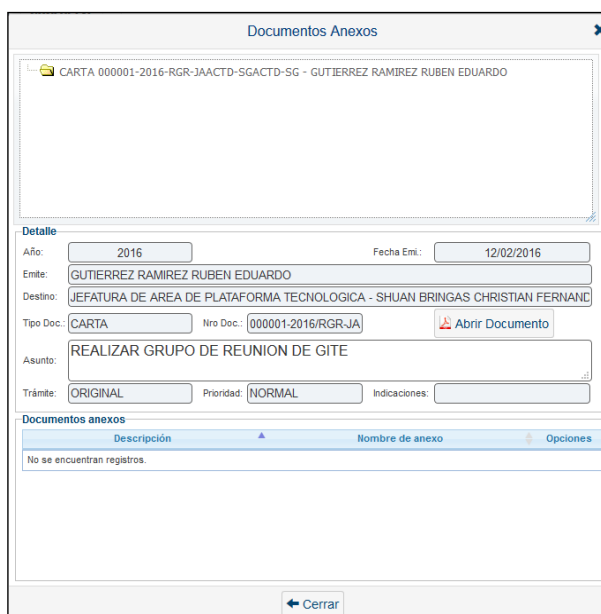 Documentos Anexos
CARTA 000001-2016-RGR-JAACTD-SGACTD-SG - GUTIERREZ RAMIREZ RUBEN EDUARDO
Detalle
Año: 2016 Fecha Emi.: 12/02/2016
Emite: GUTIERREZ RAMIREZ RUBEN EDUARDO
Destino: JEFATURA DE AREA DE PLATAFORMA TECNOLOGICA - SHUAN BRINGAS CHRISTIAN FERNAND
Tipo Doc.: CARTA Nro Doc.: 000001-2016/RGR-JA Abrir Documento
Asunto: REALIZAR GRUPO DE REUNION DE GITE
Trámite: ORIGINAL Prioridad: NORMAL Indicaciones:
Documentos anexos
Descripción Nombre de anexo Opciones
No se encuentran registros.
Cerrar